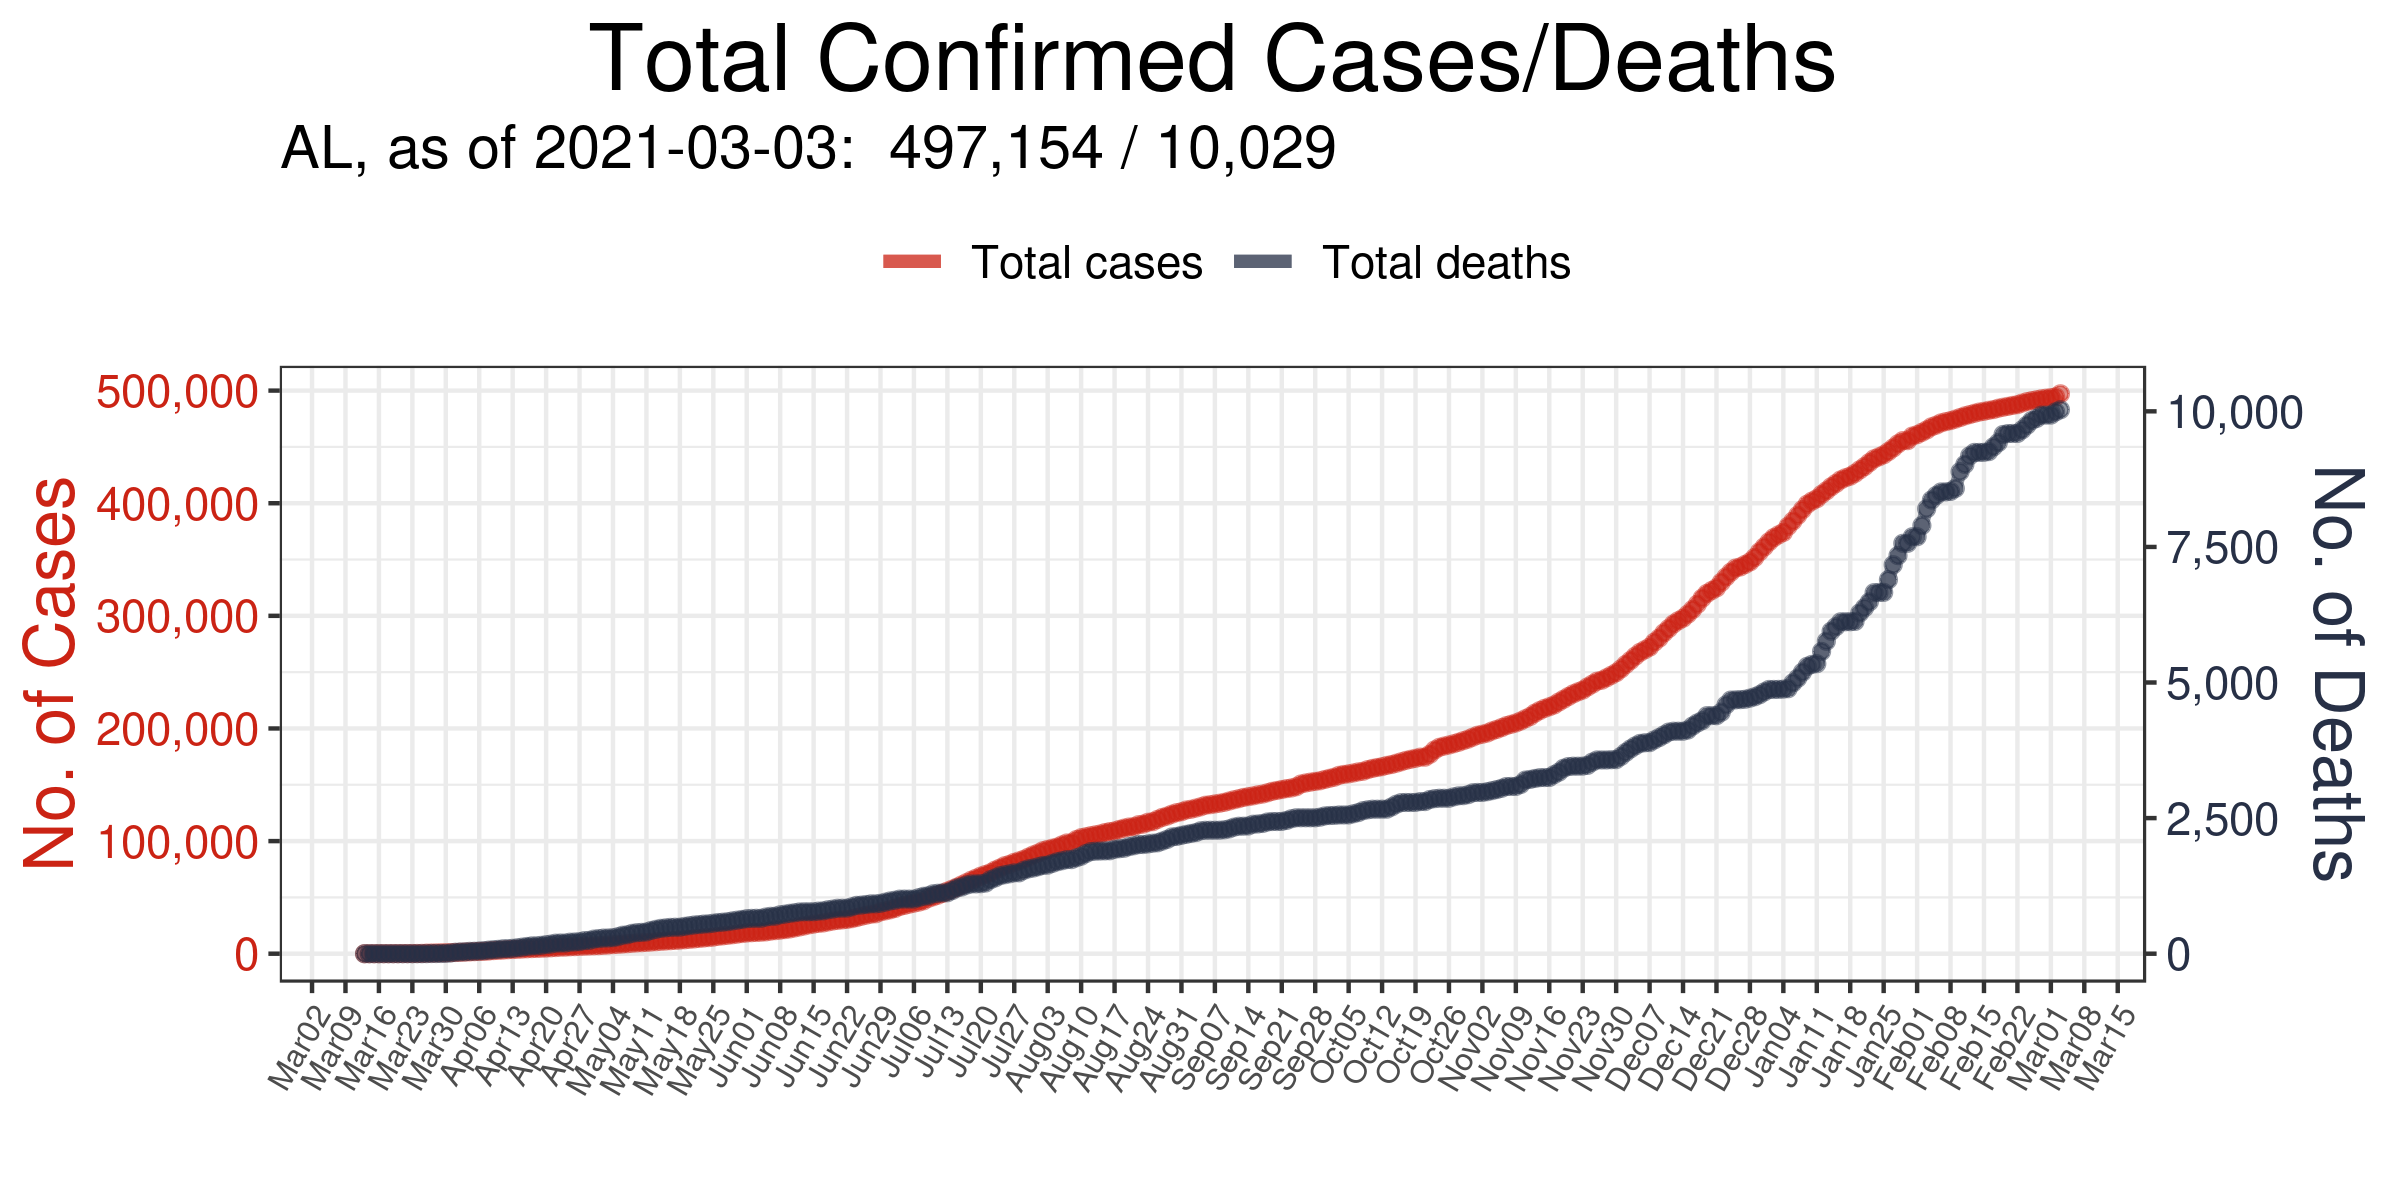 Total Confirmed Cases/Deaths
AL, as of 2021-03-03:  497,154 / 10,029
Total cases
Total deaths
No. of Cases
500,000
400,000
300,000
200,000
100,000
0
10,000
7,500
5,000
2,500
0
No. of Deaths
Mar02
Mar09
Mar16
Mar23
Mar30
Apr06
Apr13
Apr20
Apr27
May04
May11
May18
May25
Jun01
Jun08
Jun15
Jun22
Jun29
Jul06
Jul13
Jul20
Jul27
Aug03
Aug10
Aug17
Aug24
Aug31
Sep07
Sep14
Sep21
Sep28
Oct05
Oct12
Oct19
Oct26
Nov02
Nov09
Nov16
Nov23
Nov30
Dec07
Dec14
Dec21
Dec28
Jan04
Jan11
Jan18
Jan25
Feb01
Feb08
Feb15
Feb22
Mar01
Mar08
Mar15